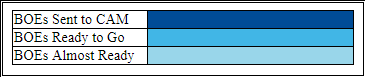 BOEs Sent to CAM
BOEs Ready to Go
BOEs Almost Ready